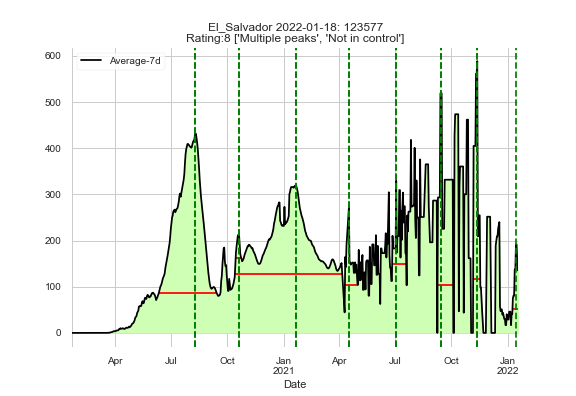 El_Salvador 2022-01-18: 123577
Rating:8 ['Multiple peaks', 'Not in control']
600
Average-7d
500
400
300
200
100
0
Apr Jul Oct Jan Apr Jul Oct Jan
2021 2022
Date